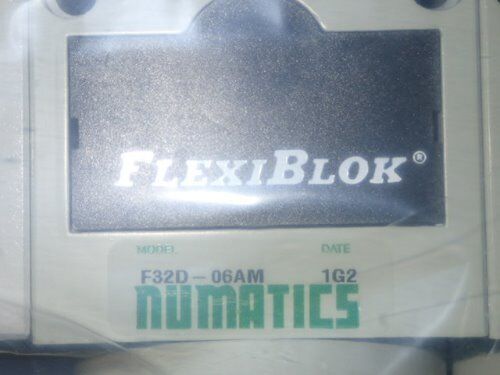 FLEXIBLOK®
MODEL DATE
F32D-06AM 1G2
NUMATICS